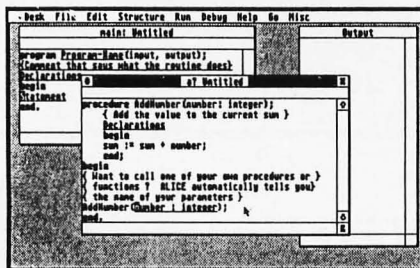 Desk File Edit Structure Run Debug Help Go Misc
main: Untitled
Output
program Program-Name(input, output);
{Comment that says what the routine does}
Declarations
begin
Statement
end.
a7 Untitled
procedure AddNumber(number: integer);
{ Add the value to the current sum }
Declarations
begin
sum := sum + number;
end;
begin
{ Want to call one of your own procedures or }
{ functions ? ALICE automatically tells you}
{ the name of your parameters }
AddNumber(number : integer);
end.